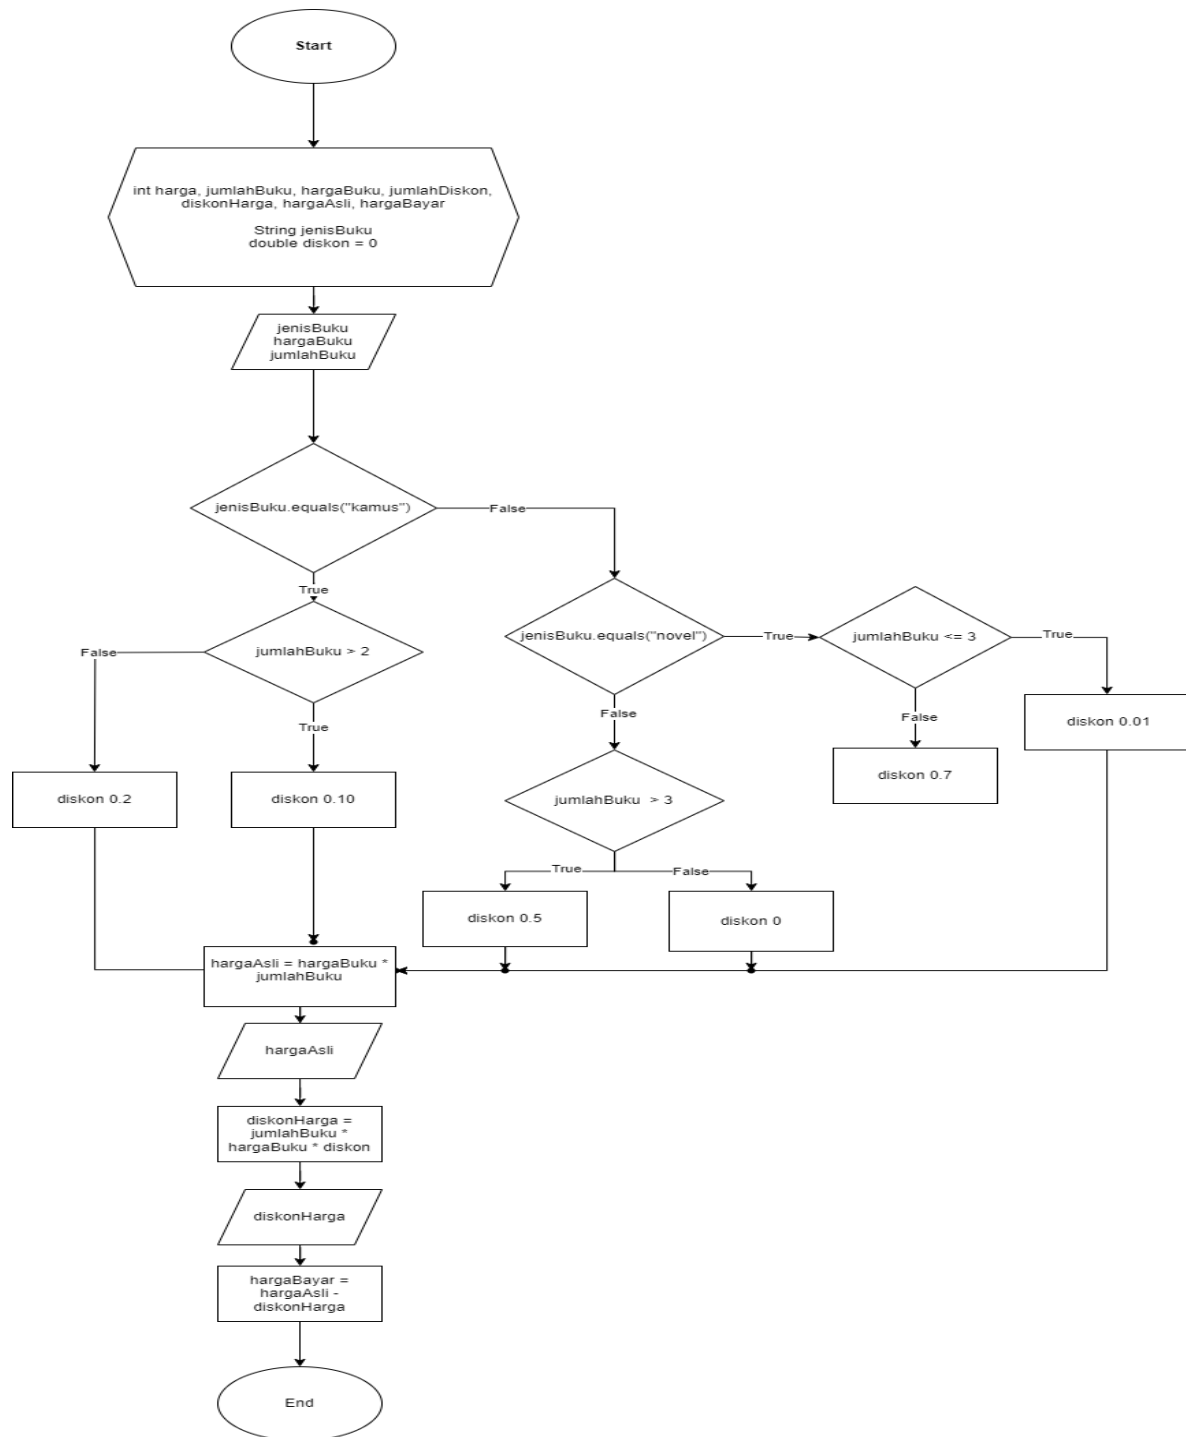 Start
int harga, jumlahBuku, hargaBuku, jumlahDiskon,
diskonHarga, hargaAsli, hargaBayar
String jenisBuku
double diskon = 0
jenisBuku
hargaBuku
jumlahBuku
jenisBuku.equals("kamus")
False
True
jumlahBuku > 2
False
True
diskon 0.2
diskon 0.10
jenisBuku.equals("novel")
True
jumlahBuku <= 3
True
False
diskon 0.01
diskon 0.7
False
jumlahBuku > 3
True
False
diskon 0.5
diskon 0
hargaAsli = hargaBuku *
jumlahBuku
hargaAsli
diskonHarga =
jumlahBuku *
hargaBuku * diskon
diskonHarga
hargaBayar =
hargaAsli -
diskonHarga
End